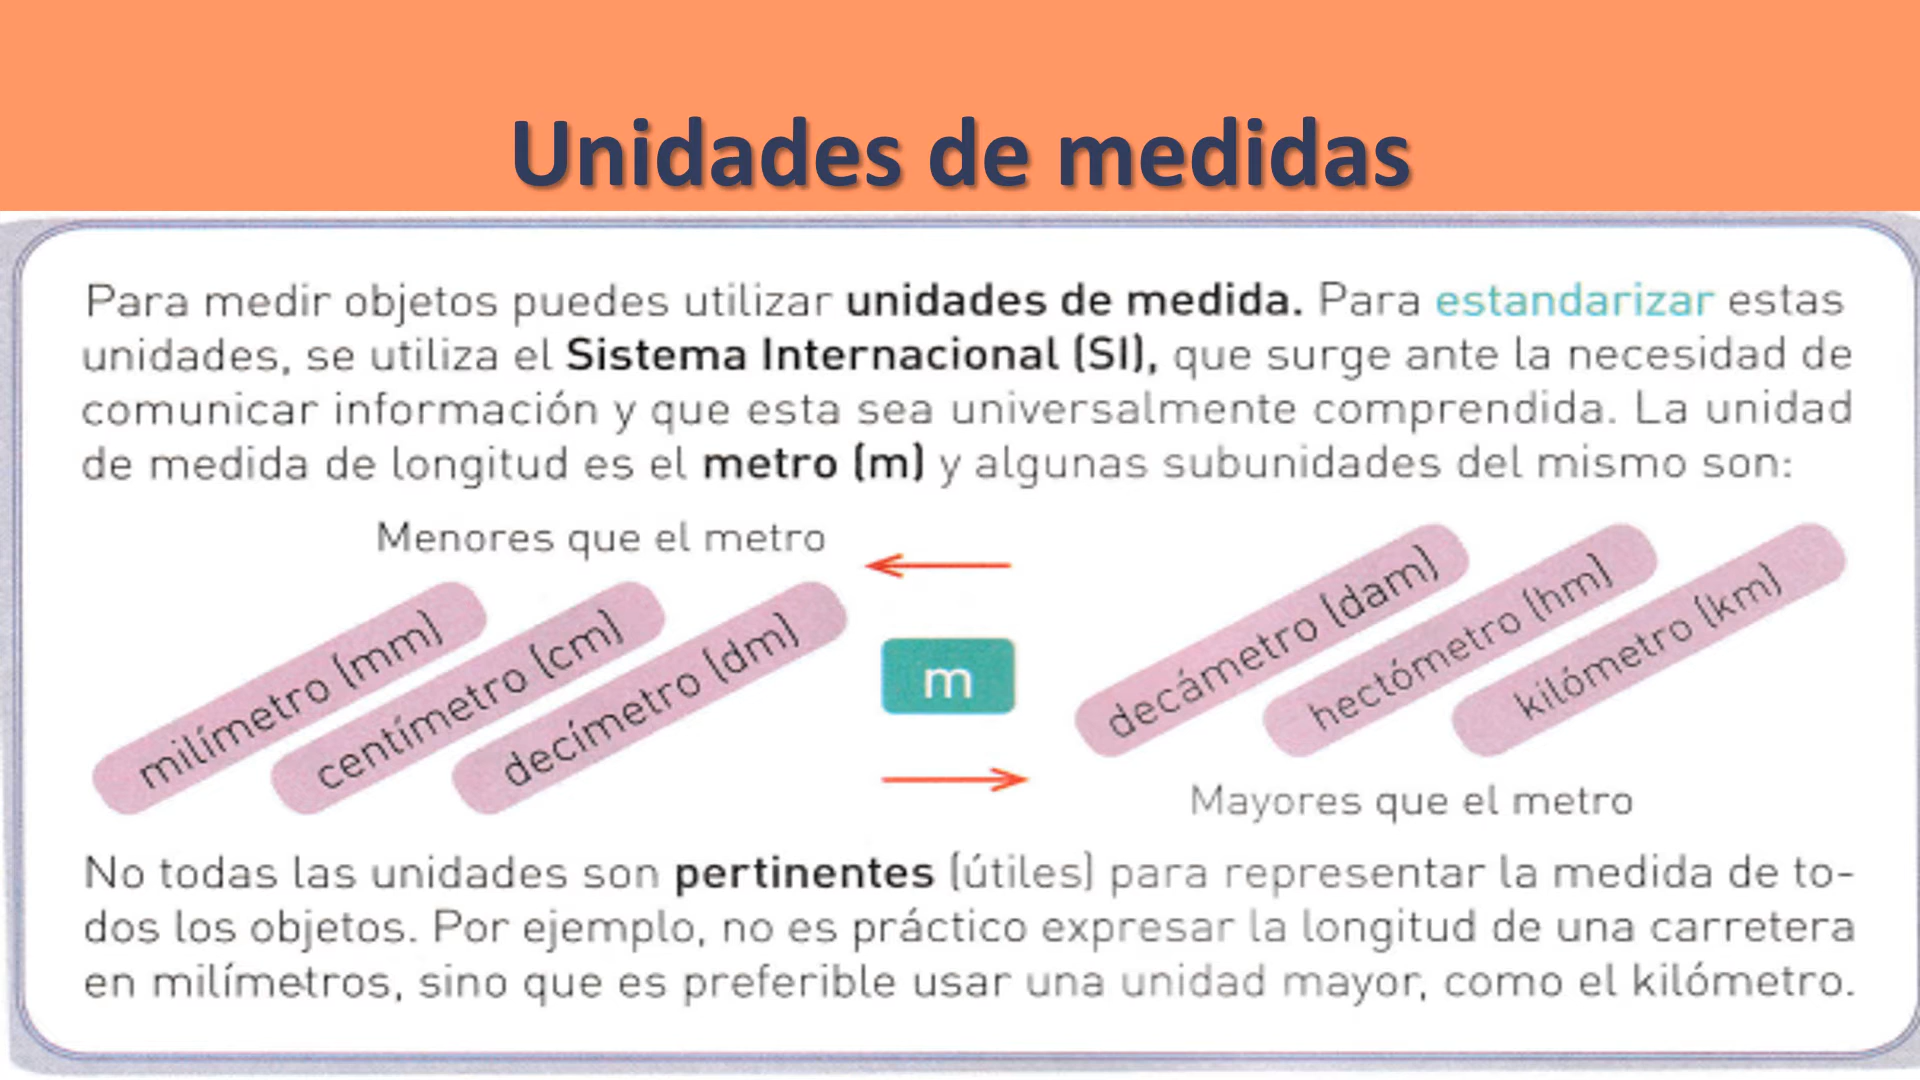 Unidades de medidas
Para medir objetos puedes utilizar unidades de medida. Para estandarizar estas
unidades, se utiliza el Sistema Internacional (SI), que surge ante la necesidad de
comunicar información y que esta sea universalmente comprendida. La unidad
de medida de longitud es el metro (m) y algunas subunidades del mismo son:
Menores que el metro
milímetro (mm)
centímetro (cm)
decímetro (dm)
m
decámetro (dam)
hectómetro (hm)
kilómetro (km)
Mayores que el metro
No todas las unidades son pertinentes (útiles) para representar la medida de to-
dos los objetos. Por ejemplo, no es práctico expresar la longitud de una carretera
en milímetros, sino que es preferible usar una unidad mayor, como el kilómetro.